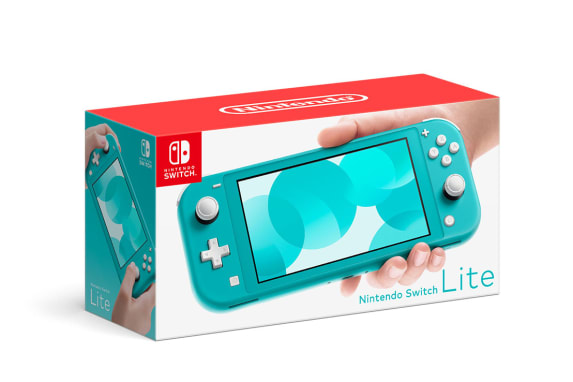 Nintendo
NINTENDO
SWITCH
Nintendo Switch Lite
Lite